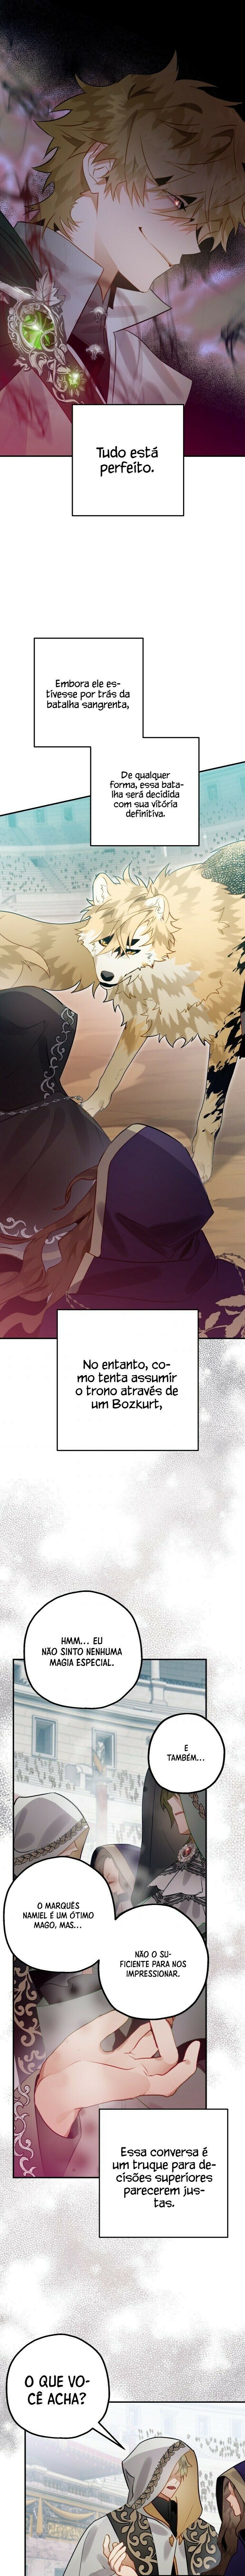 Tudo está
perfeito.
Embora ele es-
tivesse por trás da
batalha sangrenta,
De qualquer
forma, essa bata-
lha será decidida
com sua vitória
definitiva.
No entanto, co-
mo tenta assumir
o trono através de
um Bozkurt,
HMM... EU
NÃO SINTO NENHUMA
MAGIA ESPECIAL.
E
TAMBÉM...
O MARQUÊS
NAMIEL É UM ÓTIMO
MAGO, MAS...
NÃO O SU-
FICIENTE PARA NOS
IMPRESSIONAR.
Essa conversa é
um truque para de-
cisões superiores
parecerem jus-
tas.
O QUE VO-
CÊ ACHA?